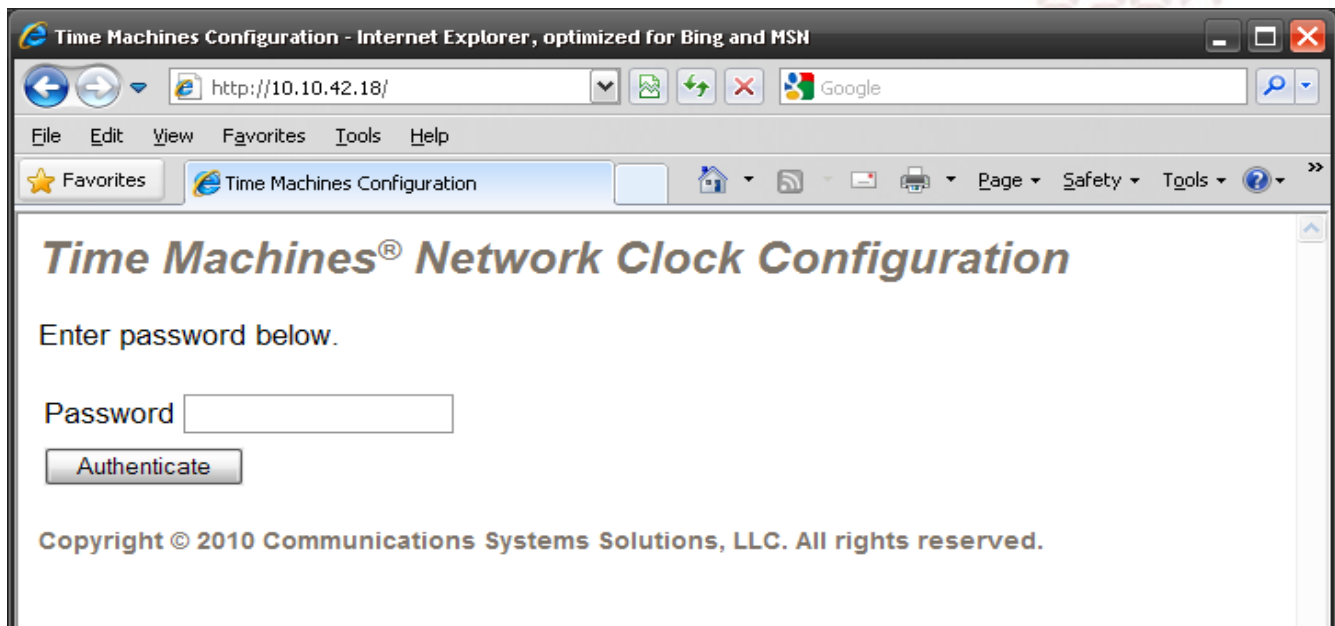 Time Machines Configuration - Internet Explorer, optimized for Bing and MSN
http://10.10.42.18/
Google
File Edit View Favorites Tools Help
Favorites Time Machines Configuration Page Safety Tools »
Time Machines® Network Clock Configuration
Enter password below.
Password
Authenticate
Copyright © 2010 Communications Systems Solutions, LLC. All rights reserved.